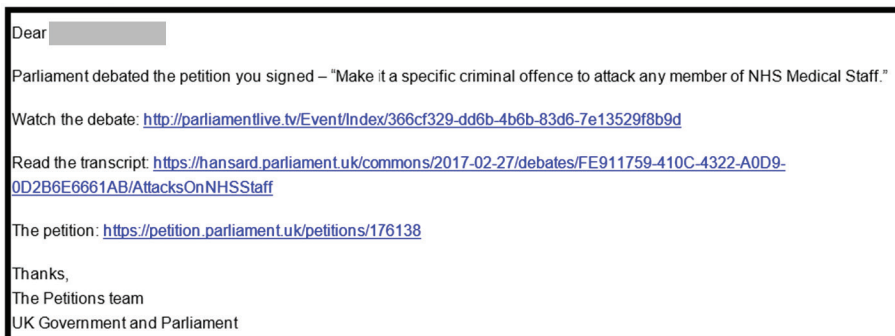 Dear
Parliament debated the petition you signed – “Make it a specific criminal offence to attack any member of NHS Medical Staff.”
Watch the debate: http://parliamentlive.tv/Event/Index/366cf329-dd6b-4b6b-83d6-7e13529f8b9d
Read the transcript: https://hansard.parliament.uk/commons/2017-02-27/debates/FE911759-410C-4322-A0D9-
0D2B6E6661AB/AttacksOnNHSStaff
The petition: https://petition.parliament.uk/petitions/176138
Thanks,
The Petitions team
UK Government and Parliament